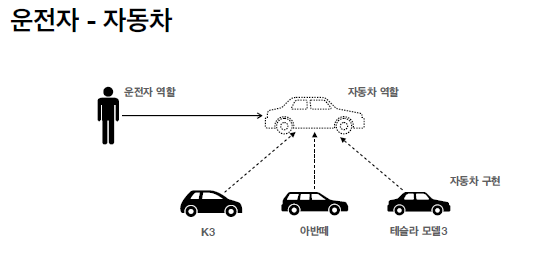 운전자 - 자동차
운전자 역할
자동차 역할
자동차 구현
K3
아반떼
테슬라 모델3